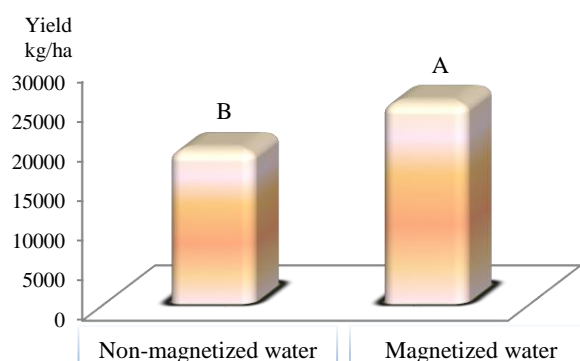 Yield
kg/ha
30000
25000
20000
15000
10000
5000
0
B
A
Non-magnetized water
Magnetized water